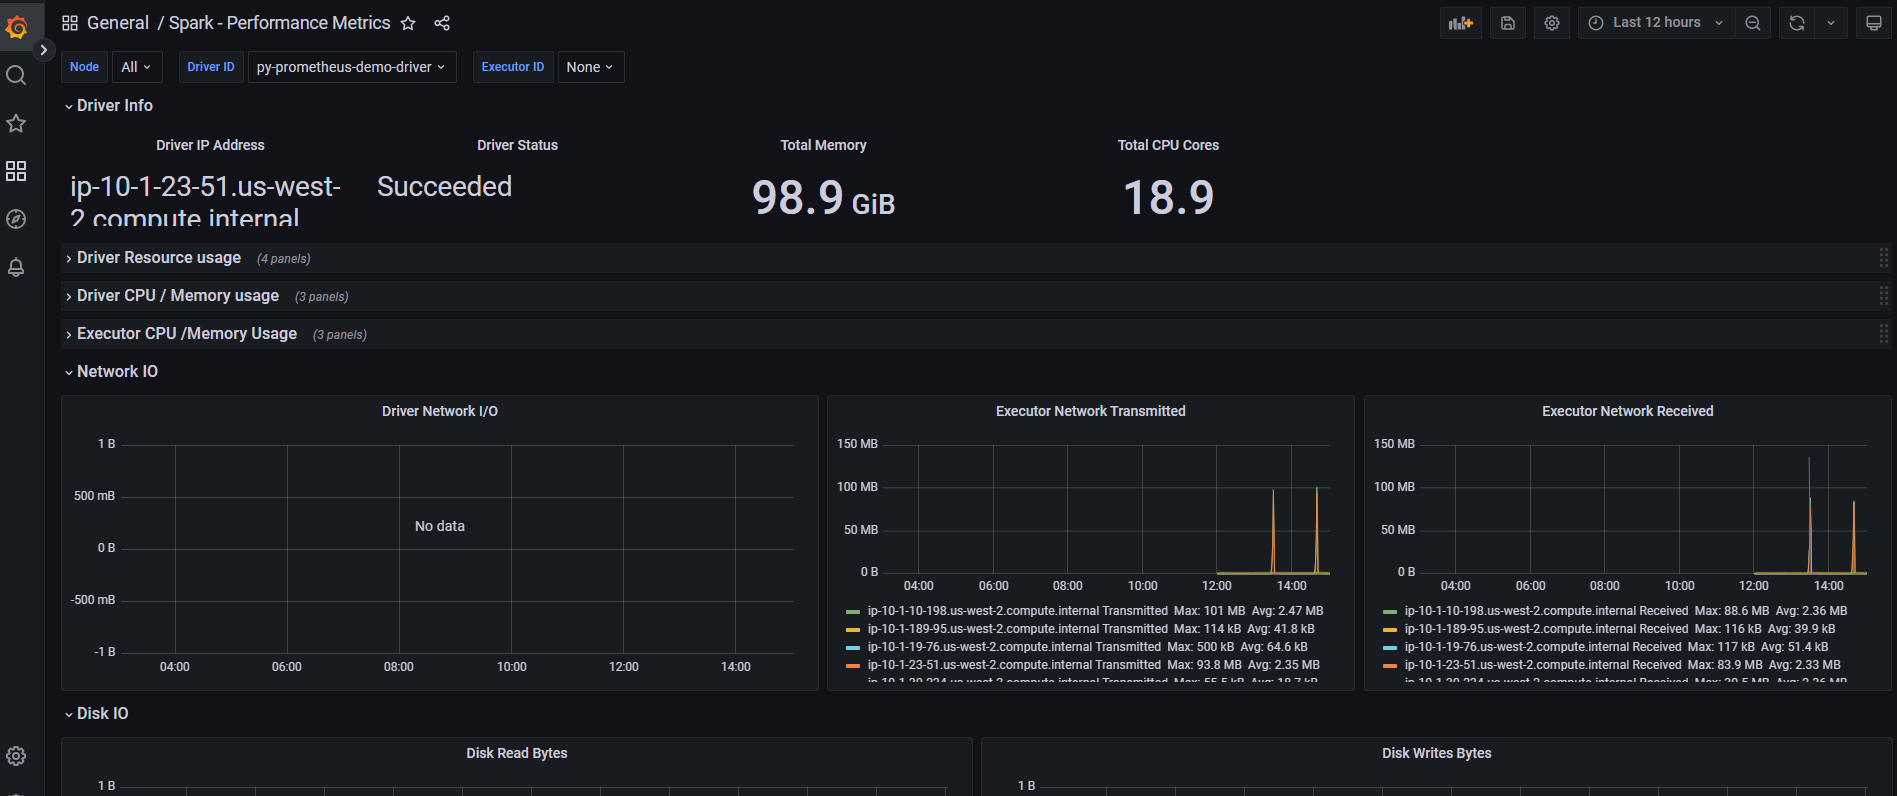 General / Spark - Performance Metrics
Last 12 hours
Node All Driver ID py-prometheus-demo-driver Executor ID None
Driver Info
Driver IP Address
ip-10-1-23-51.us-west-
2.compute.internal
Driver Status
Succeeded
Total Memory
98.9 GiB
Total CPU Cores
18.9
Driver Resource usage (4 panels)
Driver CPU / Memory usage (3 panels)
Executor CPU /Memory Usage (3 panels)
Network IO
Driver Network I/O
1 B
500 mB
0 B
-500 mB
-1 B
No data
04:00 06:00 08:00 10:00 12:00 14:00
Executor Network Transmitted
150 MB
100 MB
50 MB
0 B
04:00 06:00 08:00 10:00 12:00 14:00
ip-10-1-10-198.us-west-2.compute.internal Transmitted Max: 101 MB Avg: 2.47 MB
ip-10-1-189-95.us-west-2.compute.internal Transmitted Max: 114 kB Avg: 41.8 kB
ip-10-1-19-76.us-west-2.compute.internal Transmitted Max: 500 kB Avg: 64.6 kB
ip-10-1-23-51.us-west-2.compute.internal Transmitted Max: 93.8 MB Avg: 2.35 MB
Executor Network Received
150 MB
100 MB
50 MB
0 B
04:00 06:00 08:00 10:00 12:00 14:00
ip-10-1-10-198.us-west-2.compute.internal Received Max: 88.6 MB Avg: 2.36 MB
ip-10-1-189-95.us-west-2.compute.internal Received Max: 116 kB Avg: 39.9 kB
ip-10-1-19-76.us-west-2.compute.internal Received Max: 117 kB Avg: 51.4 kB
ip-10-1-23-51.us-west-2.compute.internal Received Max: 83.9 MB Avg: 2.33 MB
Disk IO
Disk Read Bytes
1 B
Disk Writes Bytes
1 B